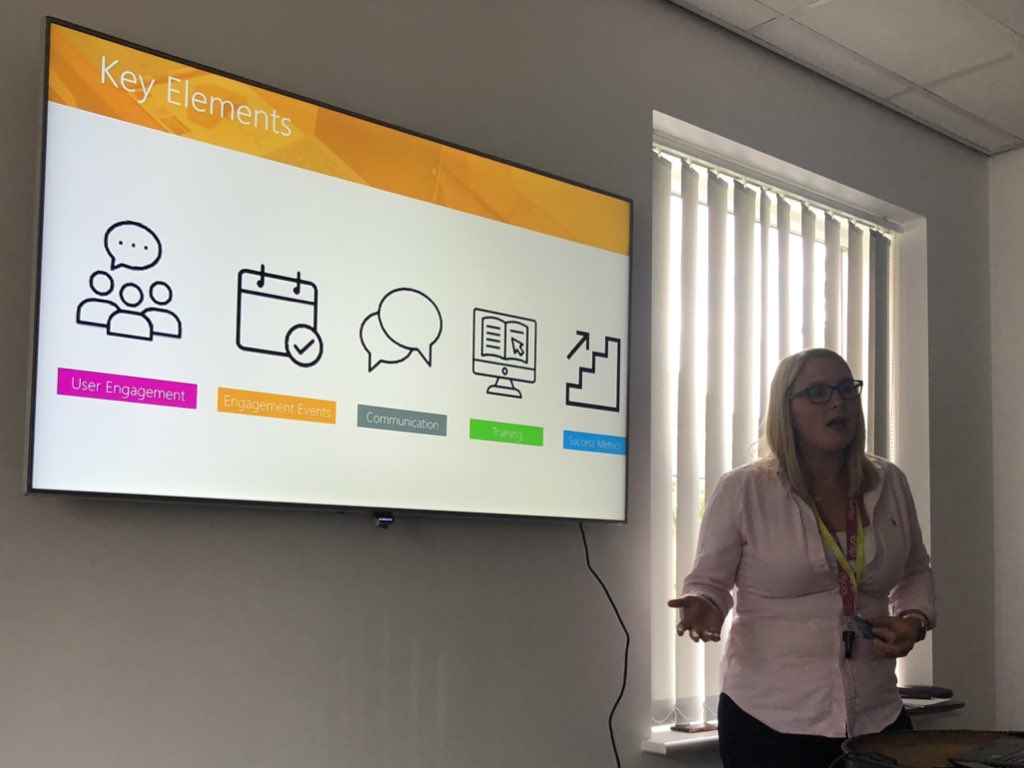 Key Elements
User Engagement
Engagement Events
Communication
Training
Success Metrics